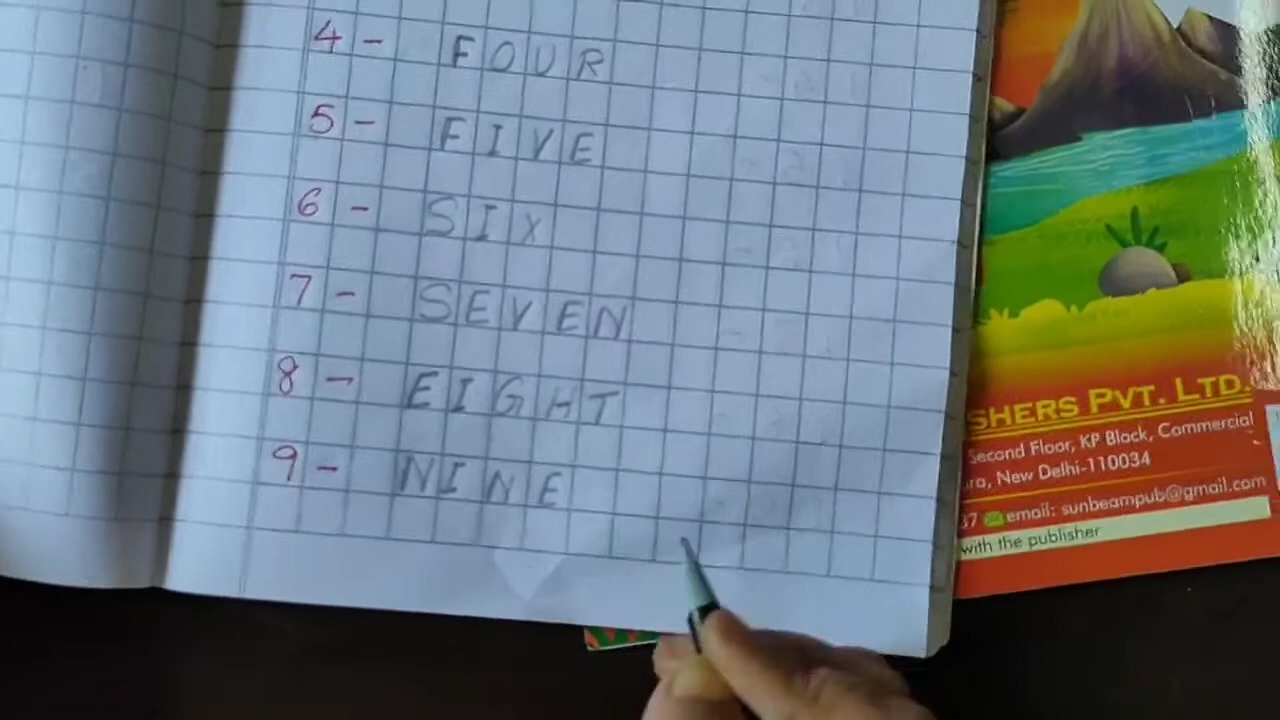 4 - FOUR
5 - FIVE
6 - SIX
7 - SEVEN
8 - EIGHT
9 - NINE
SHERS PVT. LTD.
Second Floor, KP Block, Commercial
ra, New Delhi-110034
37 email: sunbeampub@gmail.com
with the publisher